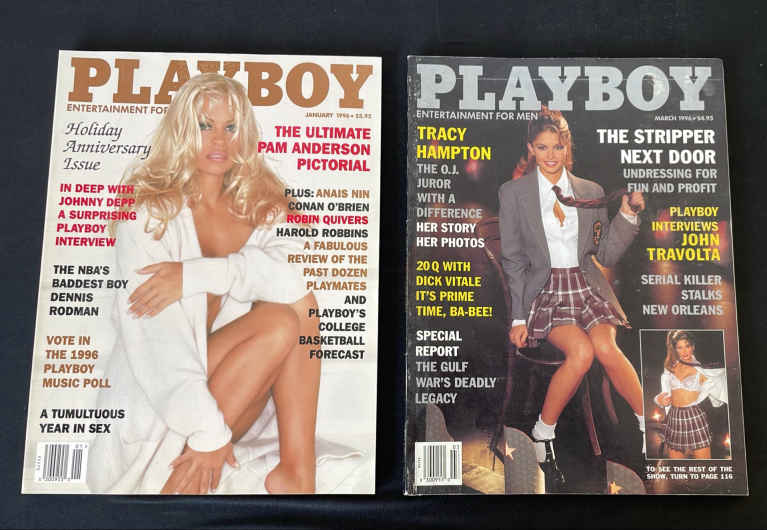 PLAYBOY
ENTERTAINMENT FOR
JANUARY 1996 • $5.95
Holiday
Anniversary
Issue
THE ULTIMATE
PAM ANDERSON
PICTORIAL
IN DEEP WITH
JOHNNY DEPP
A SURPRISING
PLAYBOY
INTERVIEW
PLUS: ANAIS NIN
CONAN O'BRIEN
ROBIN QUIVERS
HAROLD ROBBINS
A FABULOUS
REVIEW OF THE
PAST DOZEN
PLAYMATES
AND
PLAYBOY'S
COLLEGE
BASKETBALL
FORECAST
THE NBA'S
BADDEST BOY
DENNIS
RODMAN
VOTE IN
THE 1996
PLAYBOY
MUSIC POLL
A TUMULTUOUS
YEAR IN SEX
PLAYBOY
ENTERTAINMENT FOR MEN
MARCH 1996 • $4.95
TRACY
HAMPTON
THE O.J.
JUROR
WITH A
DIFFERENCE
HER STORY
HER PHOTOS
20 Q WITH
DICK VITALE
IT'S PRIME
TIME, BA-BEE!
SPECIAL
REPORT
THE GULF
WAR'S DEADLY
LEGACY
THE STRIPPER
NEXT DOOR
UNDRESSING FOR
FUN AND PROFIT
PLAYBOY
INTERVIEWS
JOHN
TRAVOLTA
SERIAL KILLER
STALKS
NEW ORLEANS
TO SEE THE REST OF THE
SHOW, TURN TO PAGE 116